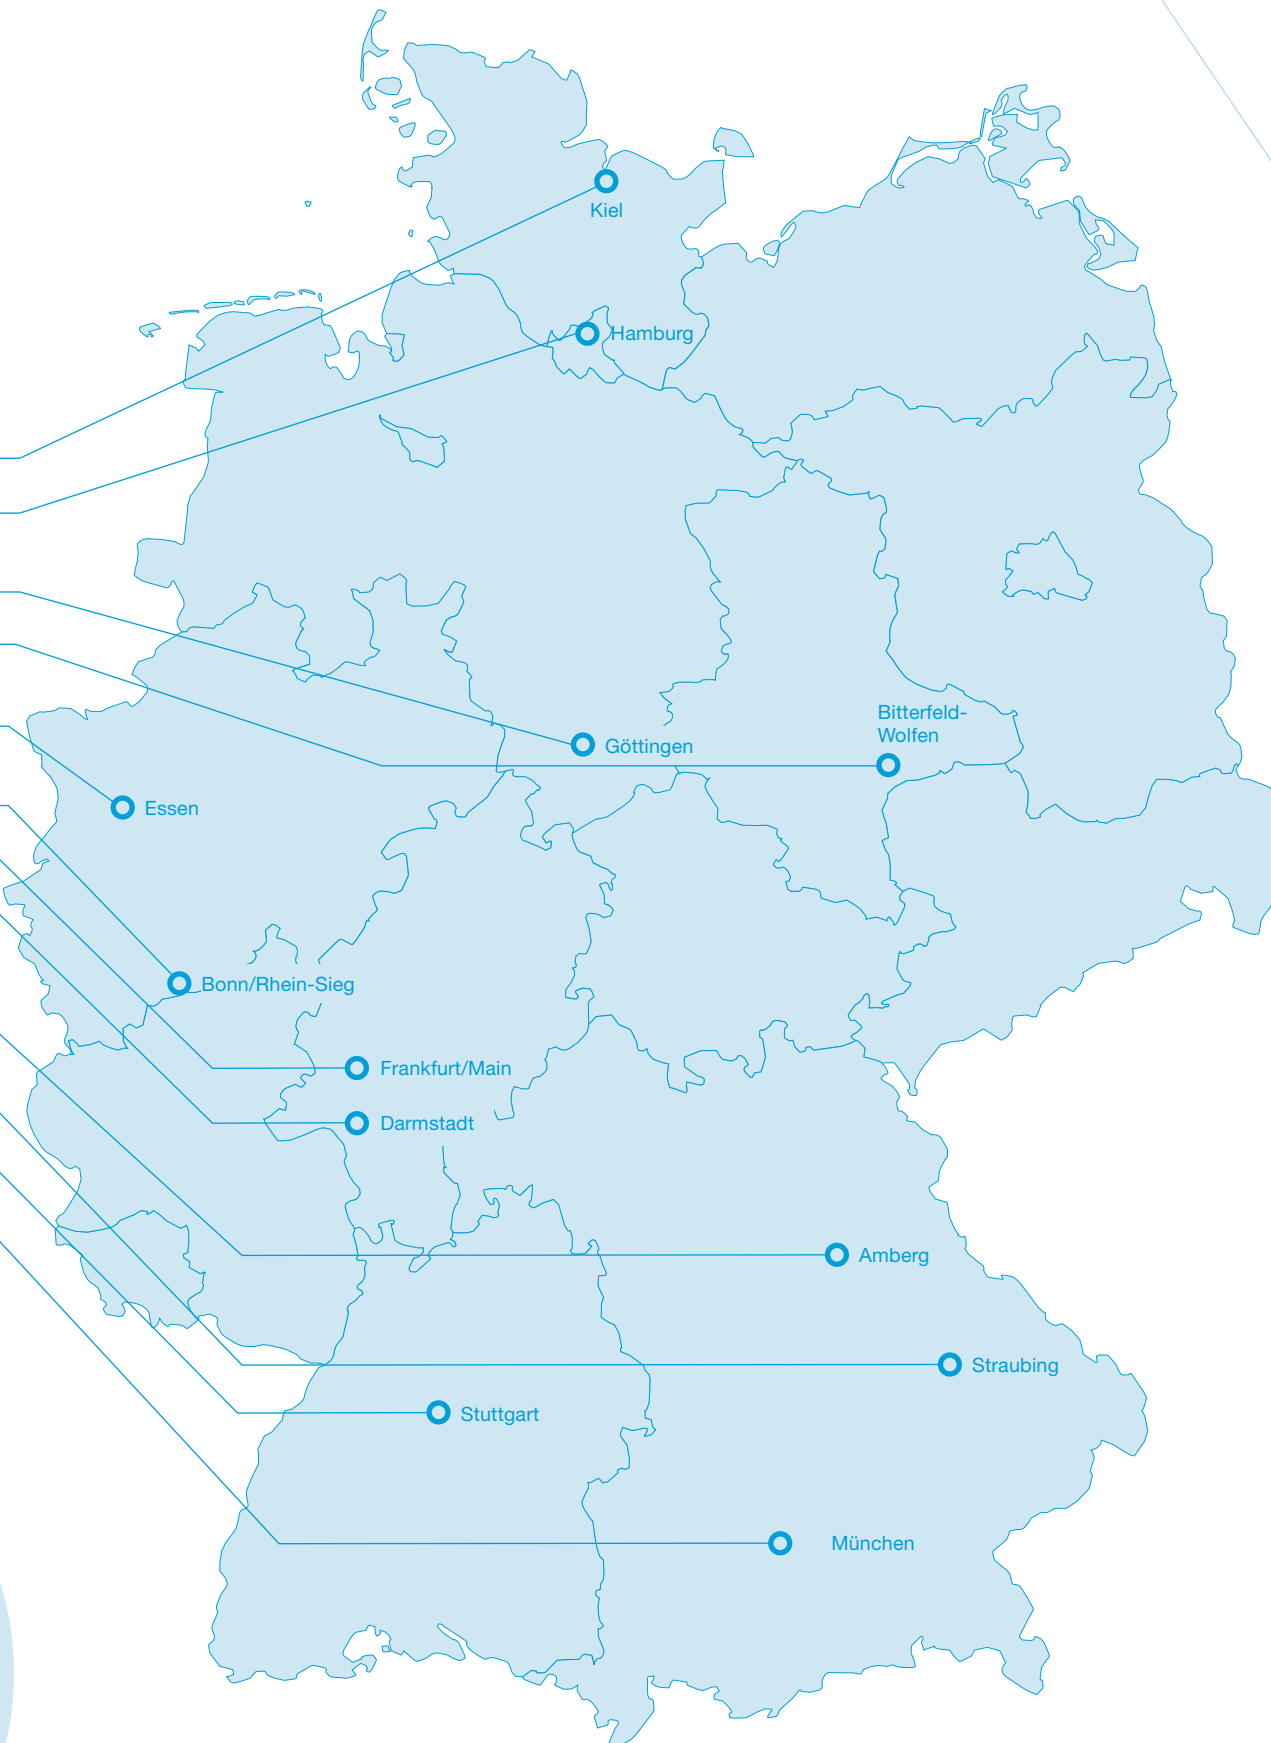 Kiel
Hamburg
Bitterfeld-
Wolfen
Göttingen
Essen
Bonn/Rhein-Sieg
Frankfurt/Main
Darmstadt
Amberg
Straubing
Stuttgart
München